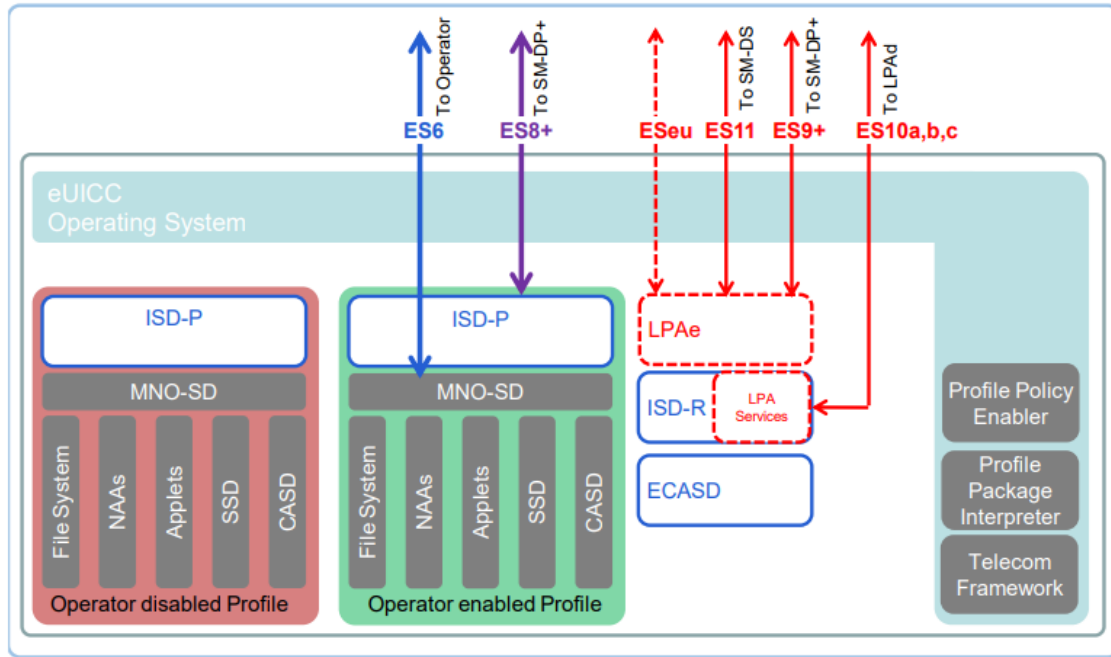 To Operator
To SM-DP+
To SM-DS
To SM-DP+
To LPAd
ES6
ES8+
ESeu
ES11
ES9+
ES10a,b,c
eUICC
Operating System
ISD-P
MNO-SD
File System
NAAs
Applets
SSD
CASD
Operator disabled Profile
ISD-P
MNO-SD
File System
NAAs
Applets
SSD
CASD
Operator enabled Profile
LPAe
ISD-R
LPA
Services
ECASD
Profile Policy
Enabler
Profile
Package
Interpreter
Telecom
Framework